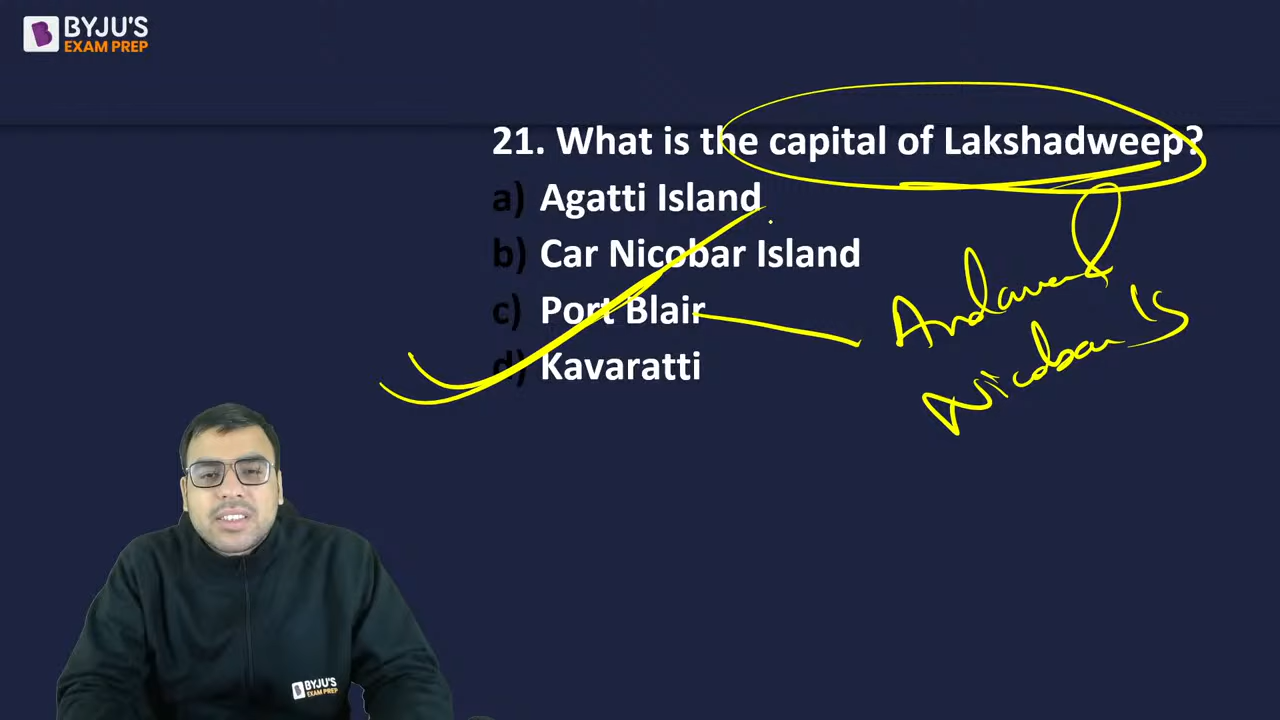 BYJU'S
EXAM PREP
21. What is the capital of Lakshadweep?
a) Agatti Island
b) Car Nicobar Island
c) Port Blair
d) Kavaratti
Andaman &
Nicobar Is
BYJU'S
EXAM PREP